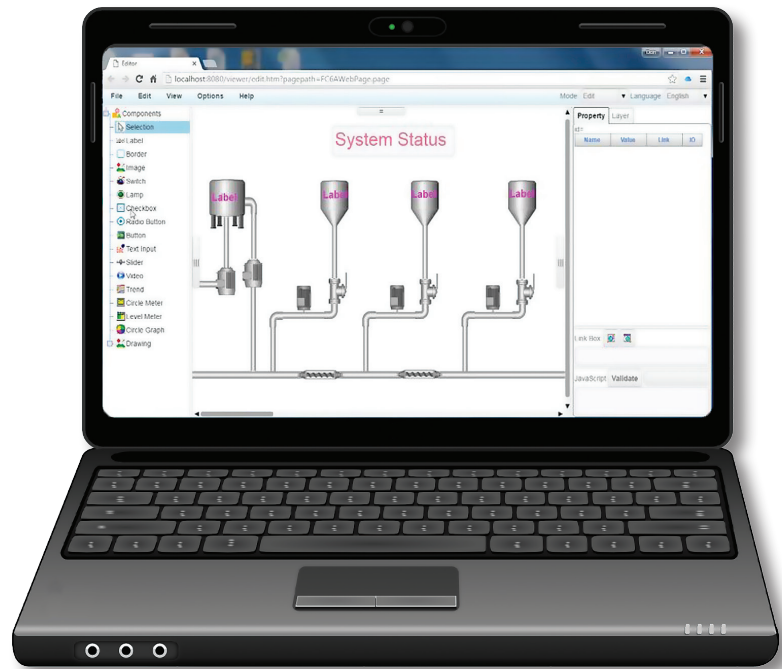 Editor
localhost:8080/viewer/edit.htm?pagepath=FC6AWebPage.page
File Edit View Options Help Mode Edit Language English
Components
Selection
Label
Border
Image
Switch
Lamp
Checkbox
Radio Button
Button
Text Input
Slider
Video
Trend
Circle Meter
Level Meter
Circle Graph
Drawing
System Status
Label Label Label Label
Property Layer
id=
Name Value Link IO
Link Box
JavaScript Validate